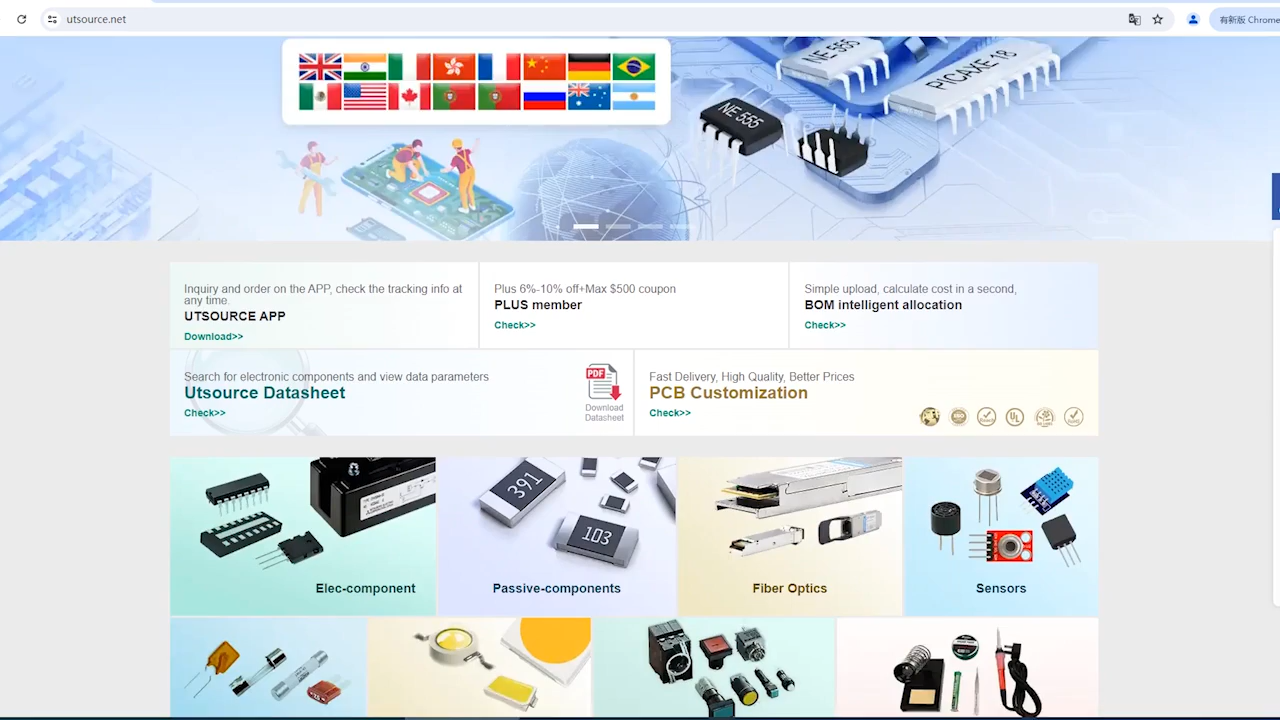 utsource.net
有新版 Chrome
NE 555
PICAXE-18
NE 555
Inquiry and order on the APP, check the tracking info at
any time.
UTSOURCE APP
Download>>
Plus 6%-10% off+Max $500 coupon
PLUS member
Check>>
Simple upload, calculate cost in a second,
BOM intelligent allocation
Check>>
Search for electronic components and view data parameters
Utsource Datasheet
Check>>
PDF
Download
Datasheet
Fast Delivery, High Quality, Better Prices
PCB Customization
Check>>
391
103
Elec-component
Passive-components
Fiber Optics
Sensors